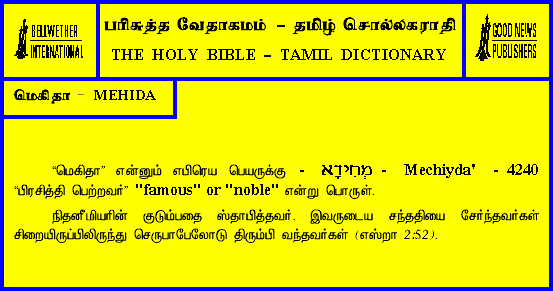 BELLWETHER
INTERNATIONAL
பரிசுத்த வேதாகமம் – தமிழ் சொல்லகராதி
THE HOLY BIBLE – TAMIL DICTIONARY
GOOD NEWS
PUBLISHERS
மெகிதா - MEHIDA
“மெகிதா” என்னும் எபிரெய பெயருக்கு - מְחִידָא - Mechiyda' - 4240
“பிரசித்தி பெற்றவர்” "famous" or "noble" என்று பொருள்.
நிதனீமியரின் குடும்பதை ஸ்தாபித்தவர். இவருடைய சந்ததியை சேர்ந்தவர்கள்
சிறையிருப்பிலிருந்து செருபாபேலோடு திரும்பி வந்தவர்கள் (எஸ்றா 2:52).